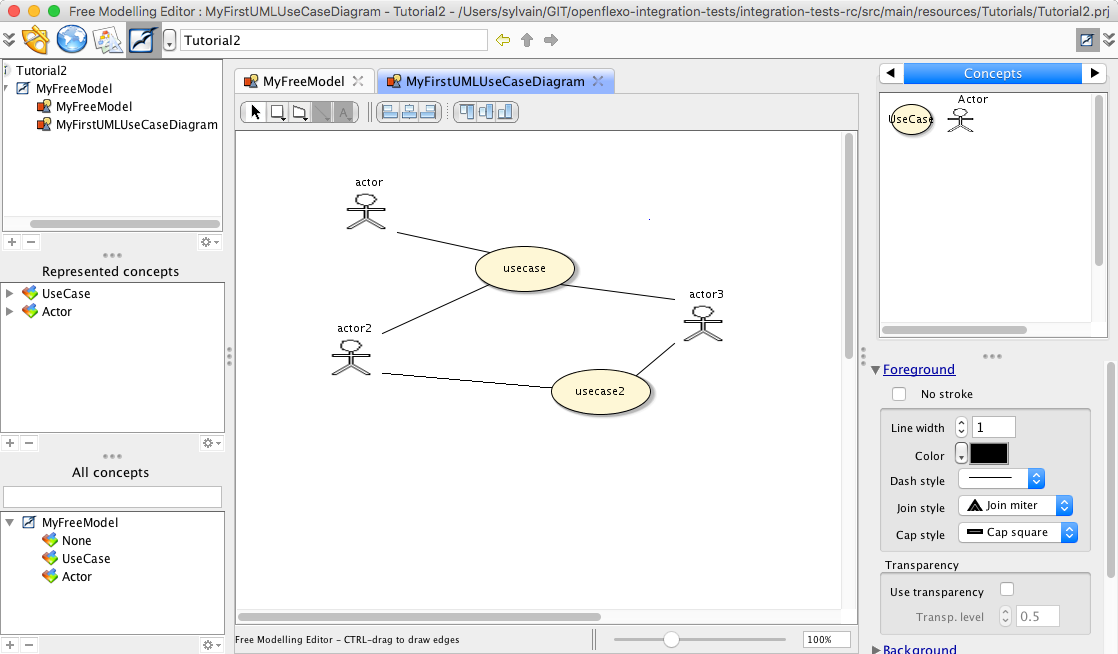 Free Modelling Editor : MyFirstUMLUseCaseDiagram - Tutorial2 - /Users/sylvain/GIT/openflexo-integration-tests/integration-tests-rc/src/main/resources/Tutorials/Tutorial2.prj
Tutorial2
Tutorial2
MyFreeModel
MyFreeModel
MyFirstUMLUseCaseDiagram
Represented concepts
UseCase
Actor
All concepts
MyFreeModel
None
UseCase
Actor
MyFreeModel
MyFirstUMLUseCaseDiagram
A
actor
usecase
actor3
actor2
usecase2
Free Modelling Editor - CTRL-drag to draw edges
100%
Concepts
UseCase
Actor
Foreground
No stroke
Line width
1
Color
Dash style
Join style
Join miter
Cap style
Cap square
Transparency
Use transparency
Transp. level
0.5
Background